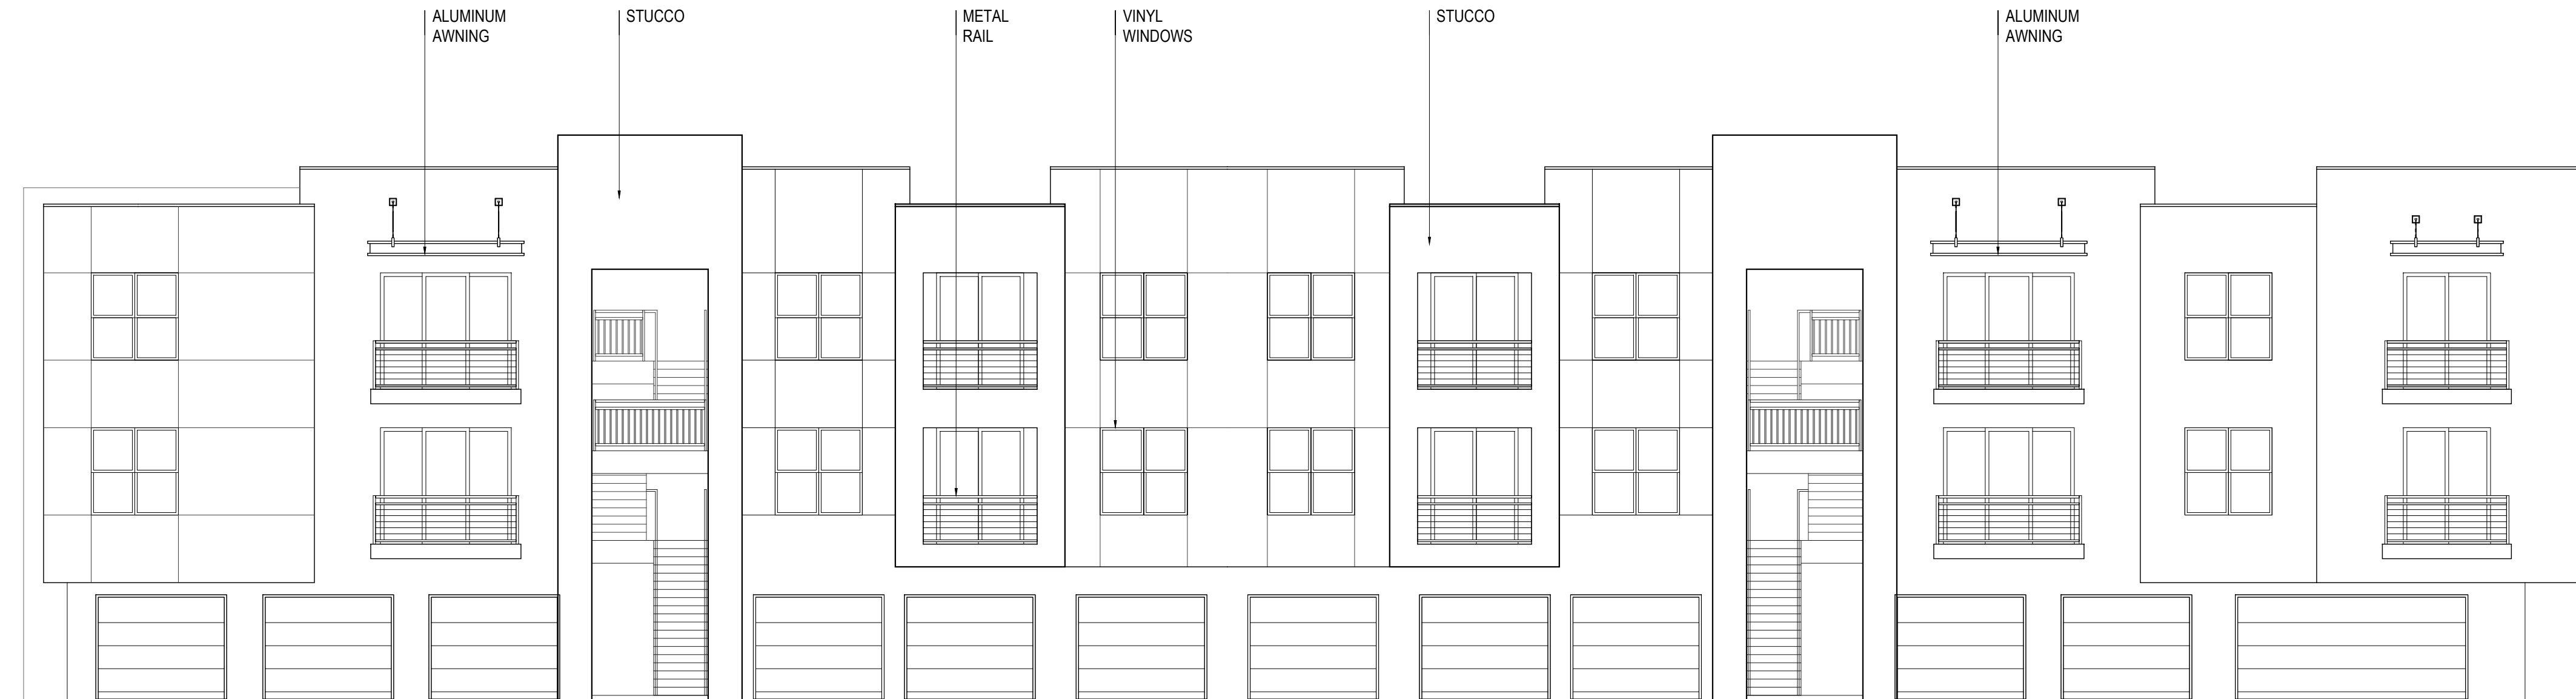 ALUMINUM
AWNING
STUCCO
METAL
RAIL
VINYL
WINDOWS
STUCCO
ALUMINUM
AWNING